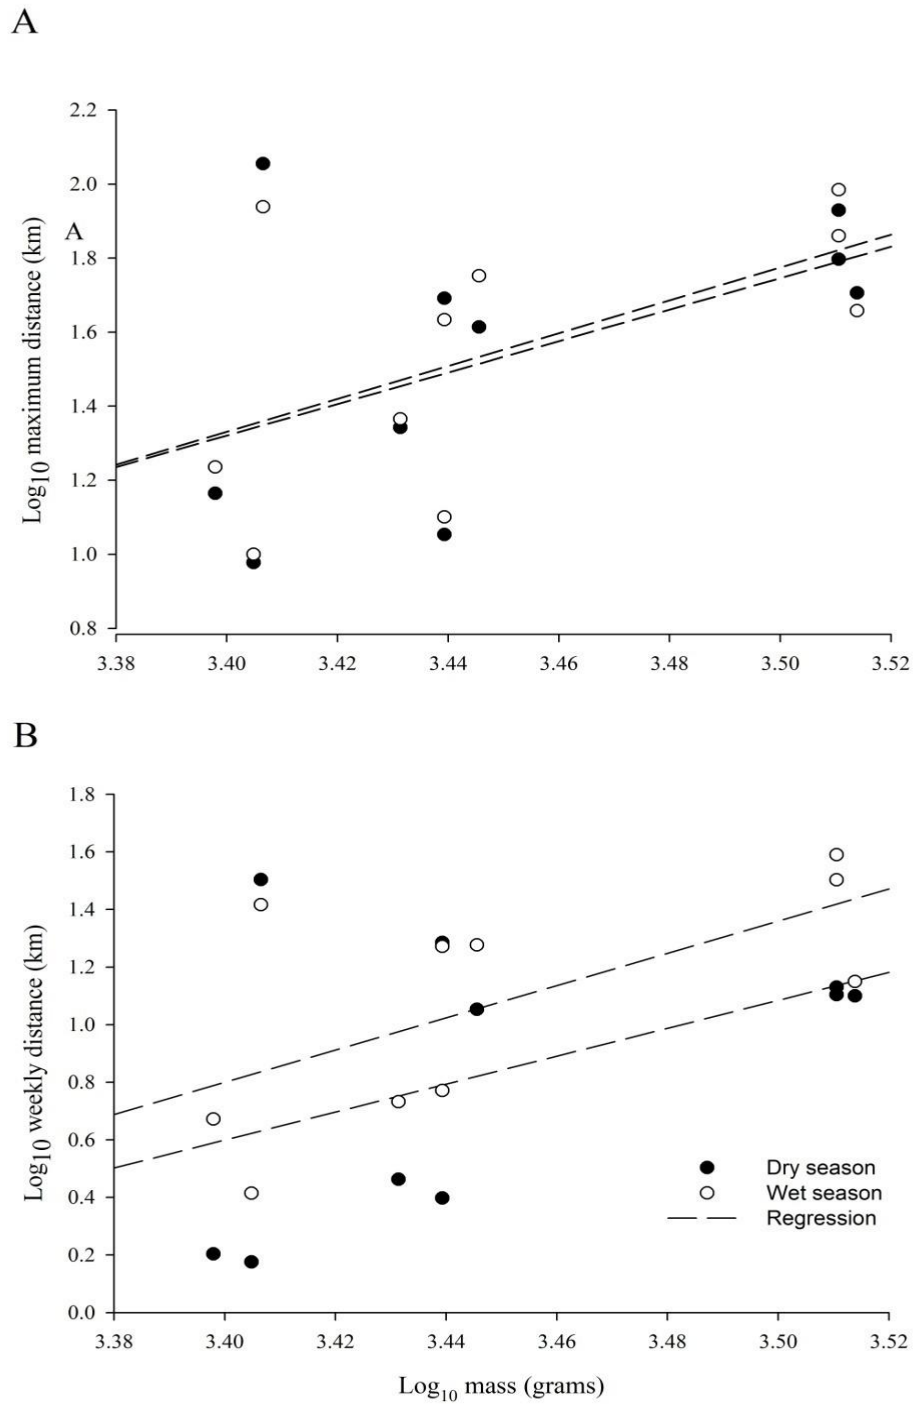 A
2.2
2.0
A
1.8
1.6
1.4
1.2
1.0
0.8
Log10 maximum distance (km)
3.38 3.40 3.42 3.44 3.46 3.48 3.50 3.52
B
1.8
1.6
1.4
1.2
1.0
0.8
0.6
0.4
0.2
0.0
Log10 weekly distance (km)
Dry season
Wet season
Regression
3.38 3.40 3.42 3.44 3.46 3.48 3.50 3.52
Log10 mass (grams)